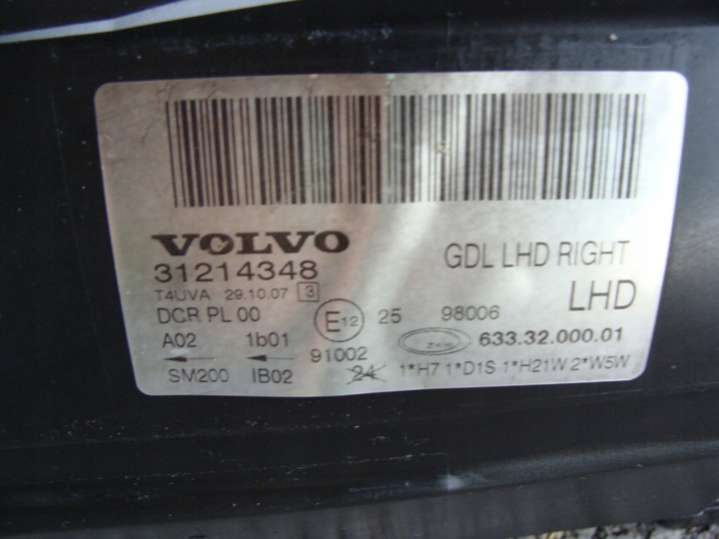 VOLVO
31214348
GDL LHD RIGHT
T4UVA 29.10.07 3
LHD
DCR PL 00 E12 25 98006
A02 1b01 91002 ZKW 633.32.000.01
SM200 IB02 24 1*H7 1*D1S 1*H21W 2*W5W